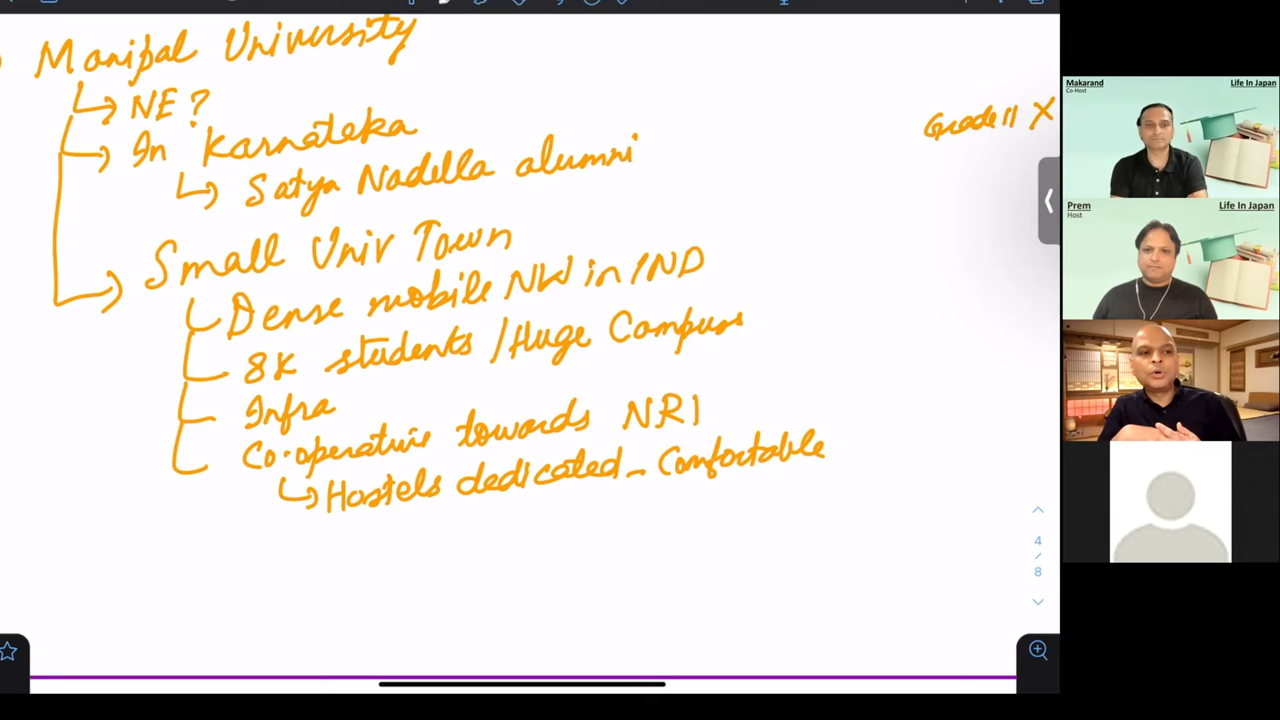 Manipal University
NE?
In Karnateka
Satya Nadella alumni
Small Univ Town
Dense mobile NW in IND
8K students / Huge Campus
Infra
Co-operative towards NRI
Hostels dedicated - Comfortable
Grade 11 X
Makarand
Co-Host
Life In Japan
Prem
Host
Life In Japan
4
/
8